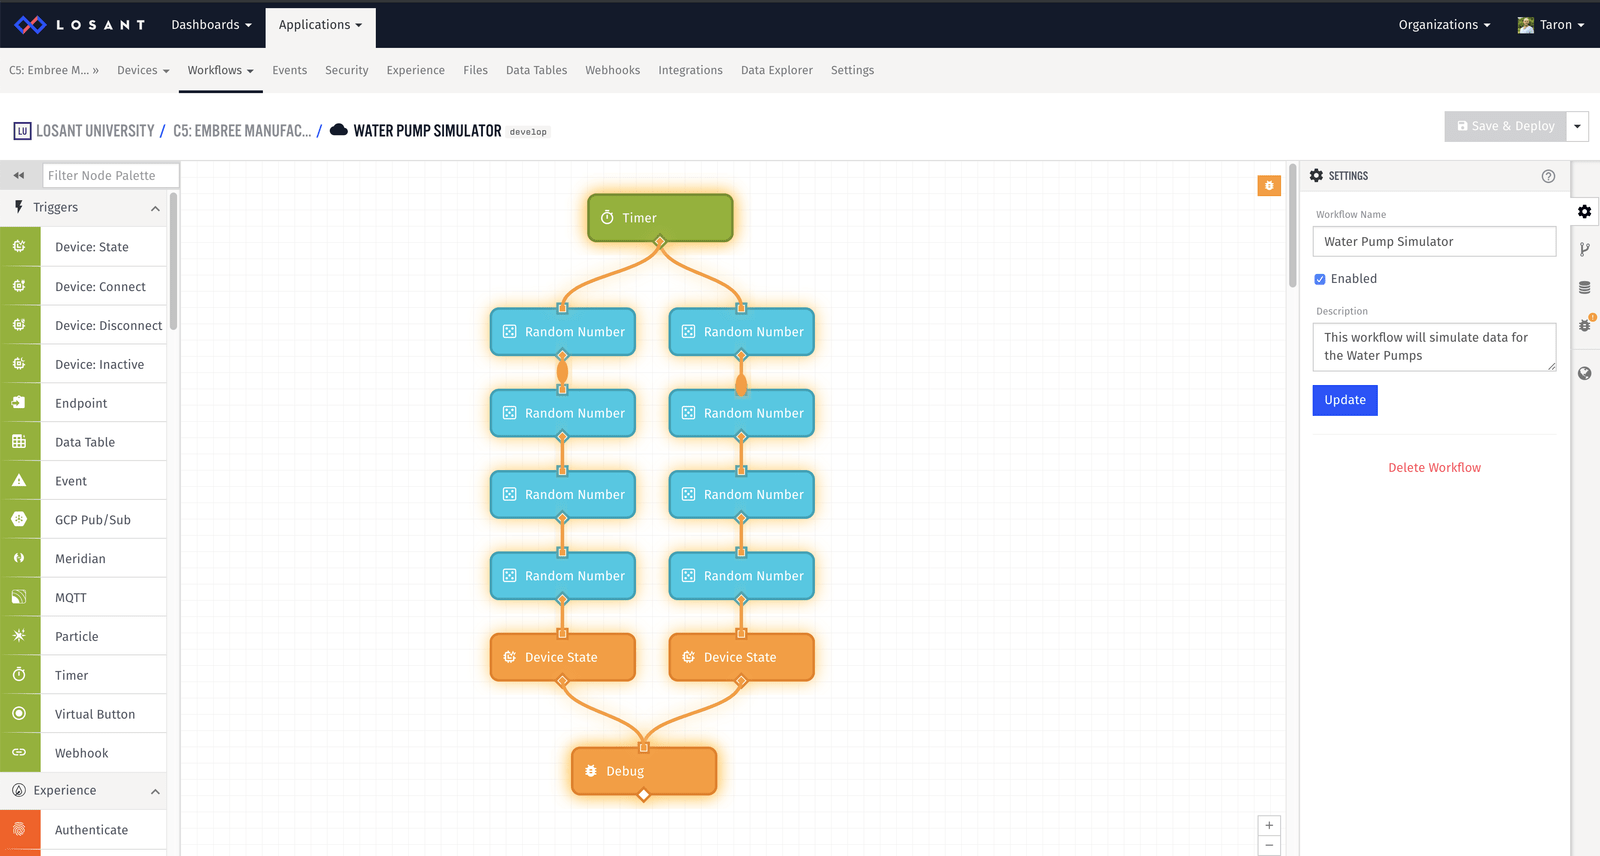 LOSANT
Dashboards
Applications
Organizations
Taron
C5: Embree M... »
Devices
Workflows
Events
Security
Experience
Files
Data Tables
Webhooks
Integrations
Data Explorer
Settings
LU LOSANT UNIVERSITY / C5: EMBREE MANUFAC... / WATER PUMP SIMULATOR develop
Save & Deploy
Filter Node Palette
Triggers
Device: State
Device: Connect
Device: Disconnect
Device: Inactive
Endpoint
Data Table
Event
GCP Pub/Sub
Meridian
MQTT
Particle
Timer
Virtual Button
Webhook
Experience
Authenticate
Timer
Random Number
Random Number
Random Number
Random Number
Random Number
Random Number
Random Number
Random Number
Device State
Device State
Debug
+
−
SETTINGS
?
Workflow Name
Water Pump Simulator
Enabled
Description
This workflow will simulate data for
the Water Pumps
Update
Delete Workflow